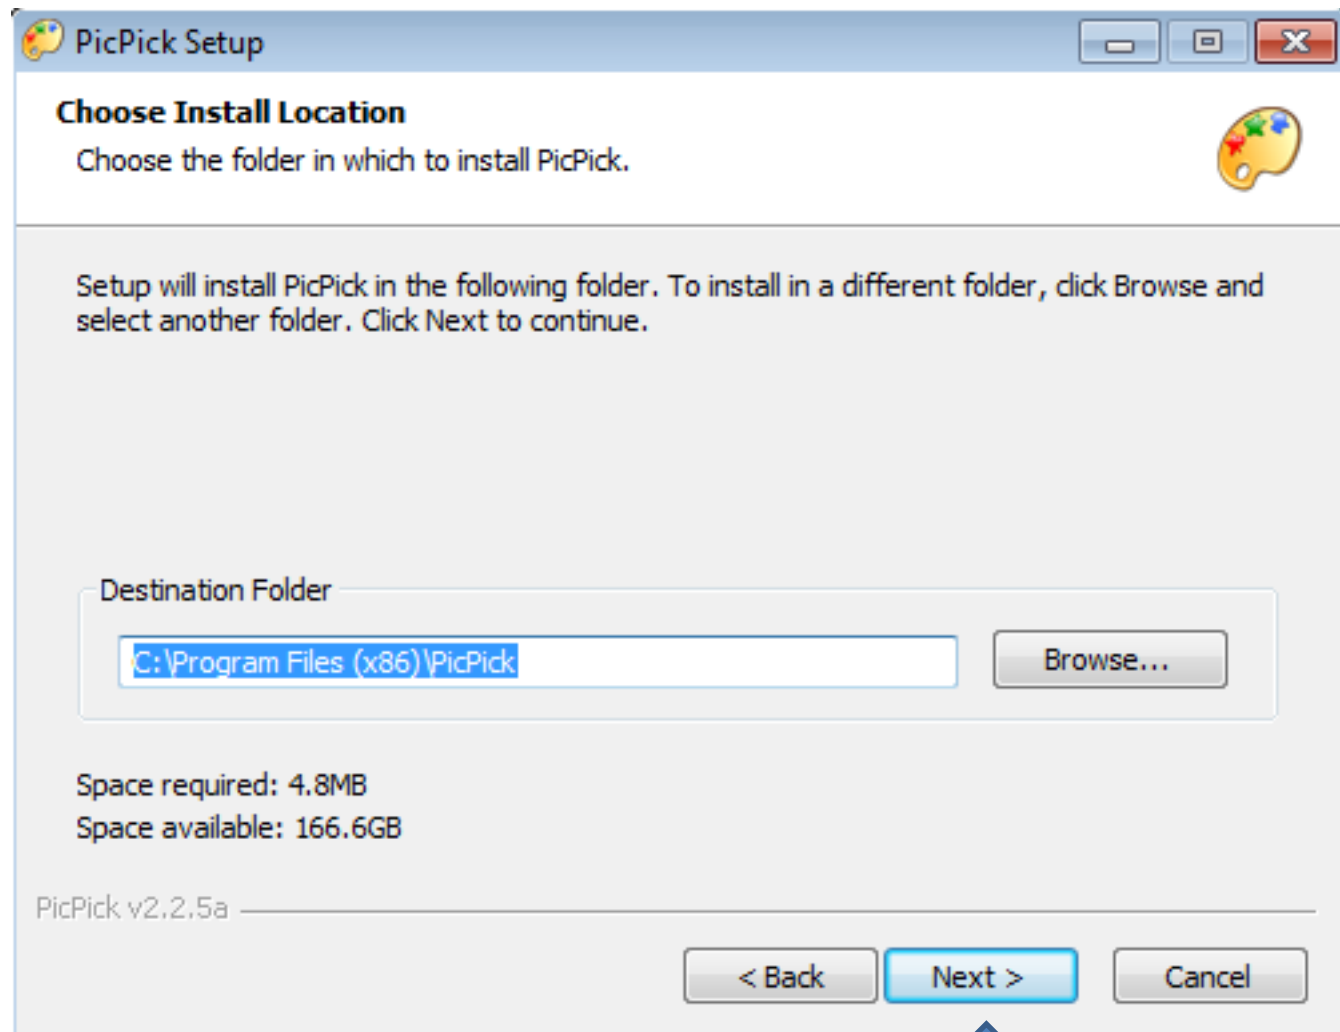 PicPick Setup
Choose Install Location
Choose the folder in which to install PicPick.
Setup will install PicPick in the following folder. To install in a different folder, click Browse and
select another folder. Click Next to continue.
Destination Folder
C:\Program Files (x86)\PicPick
Browse...
Space required: 4.8MB
Space available: 166.6GB
PicPick v2.2.5a
< Back
Next >
Cancel